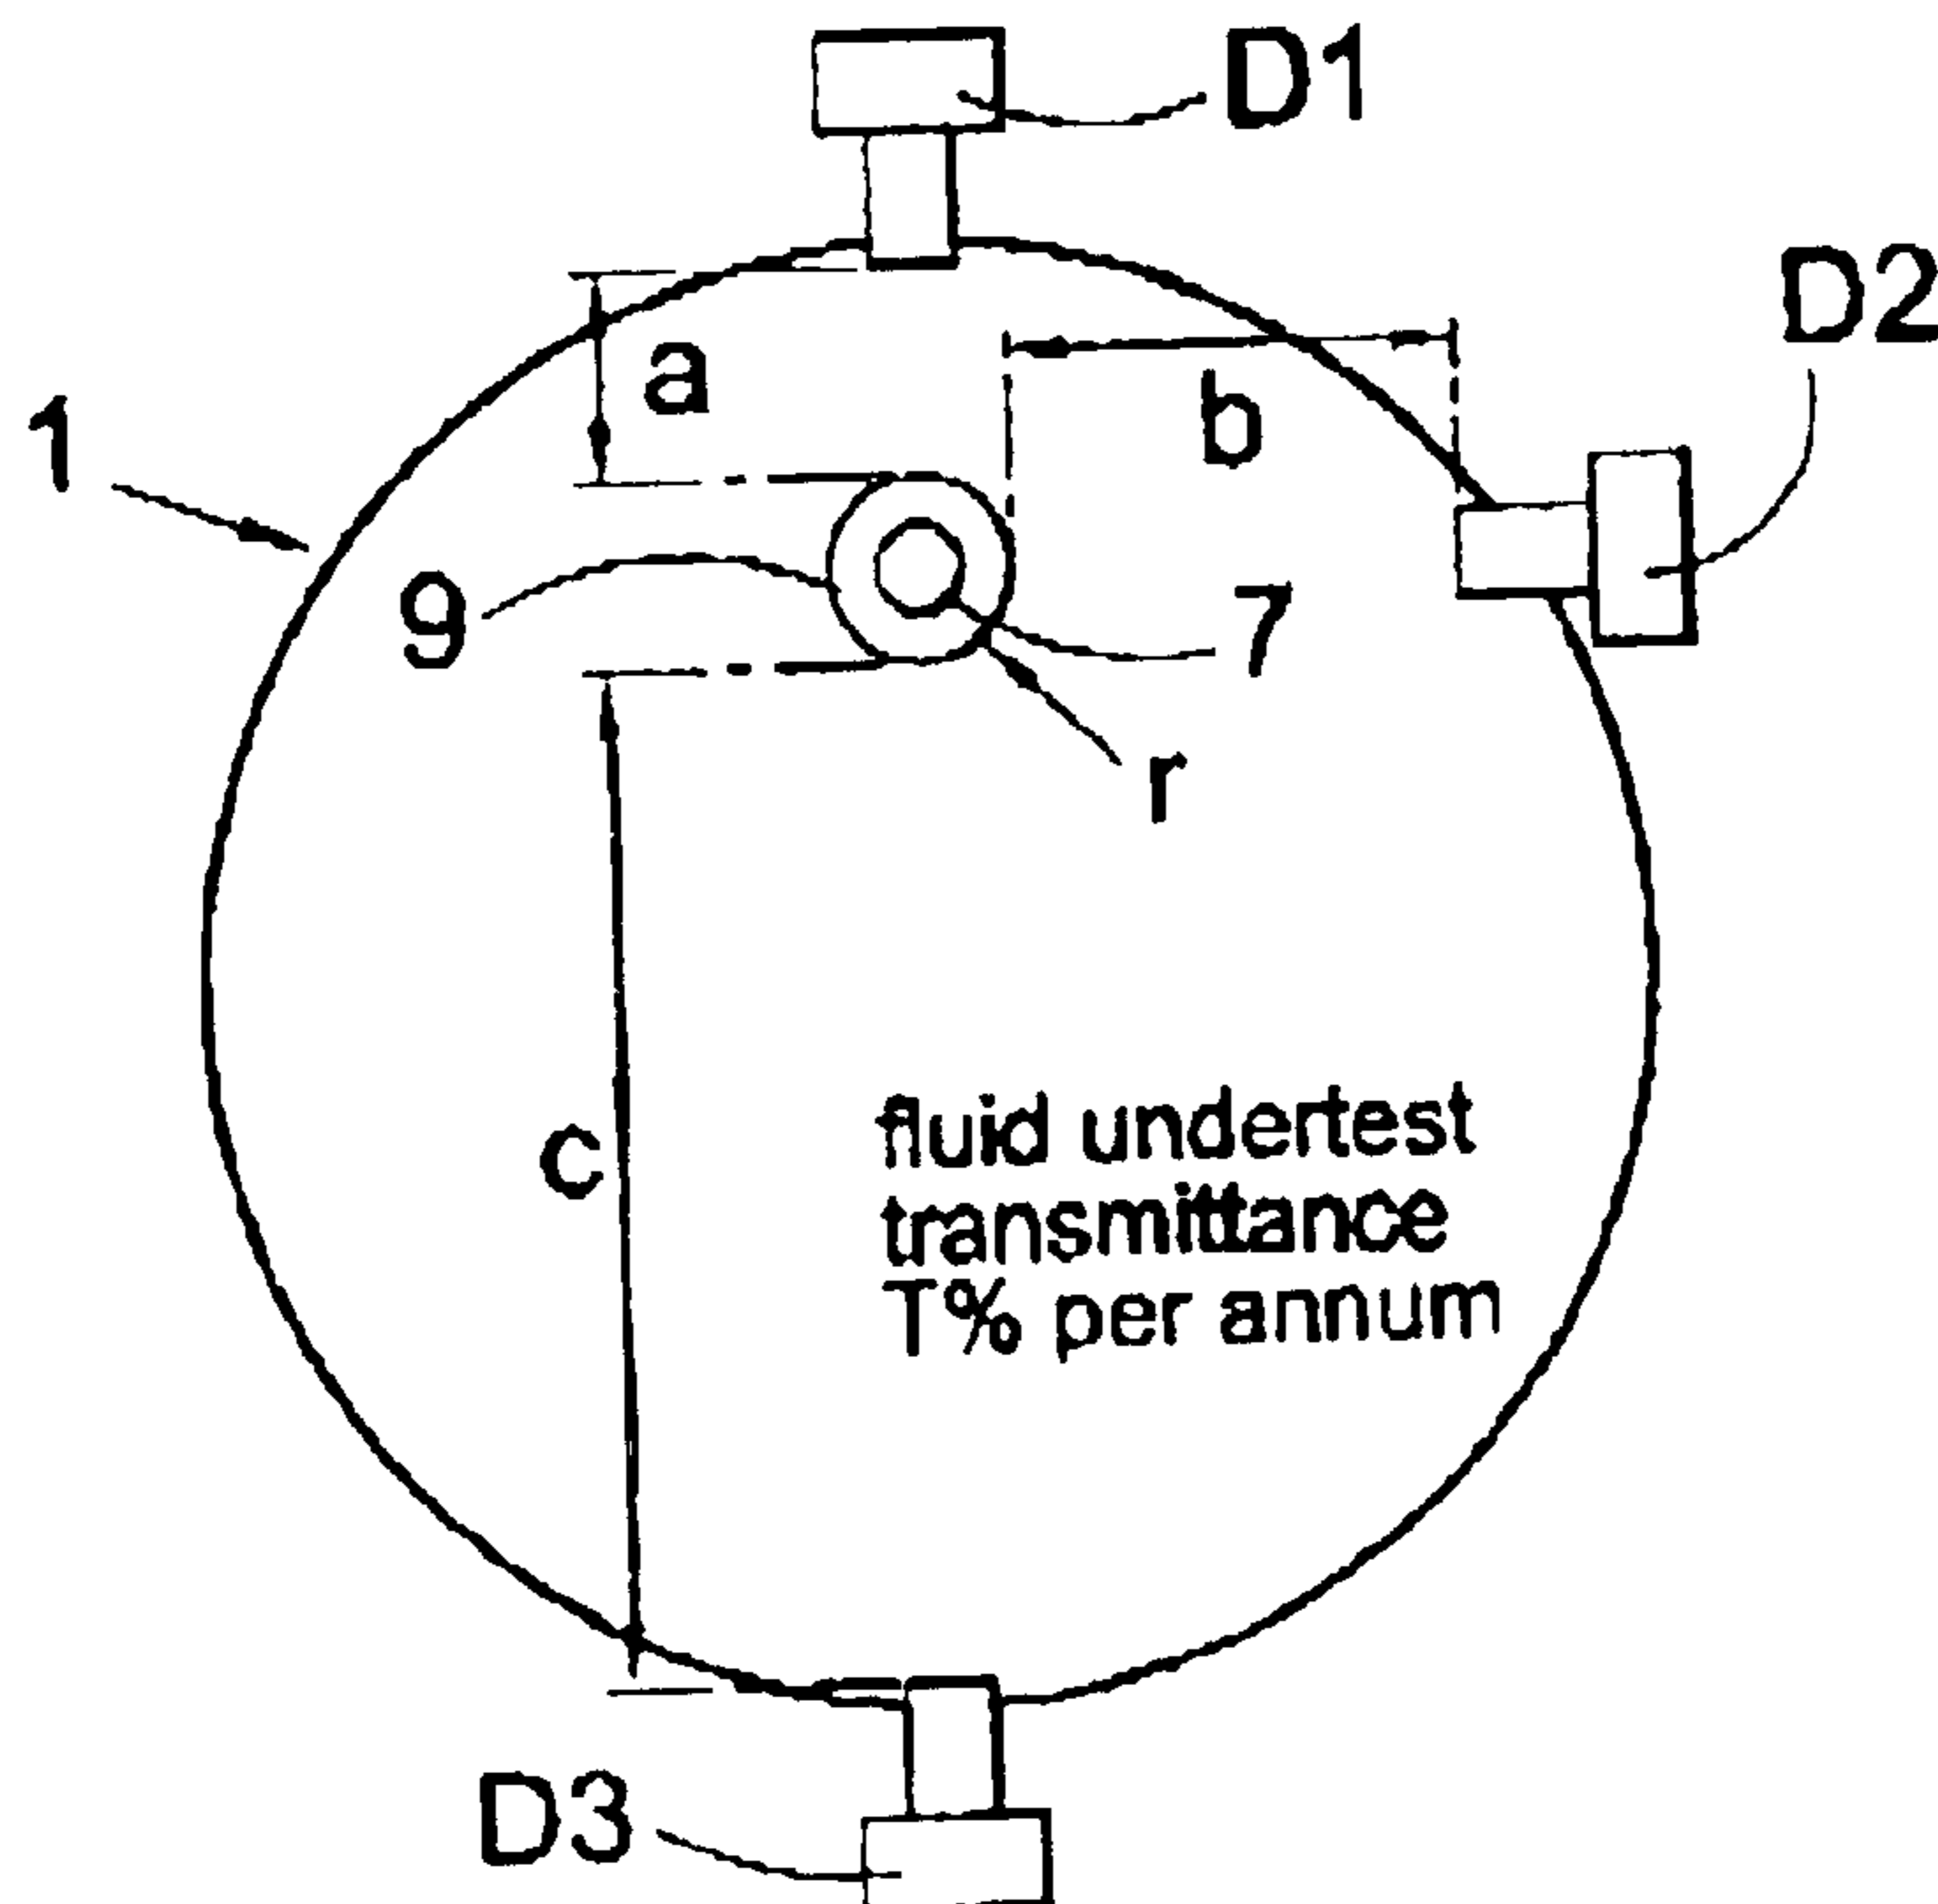 D1
D2
a
b
1
9
7
r
c
fluid undertest
transmittance
T% per annum
D3